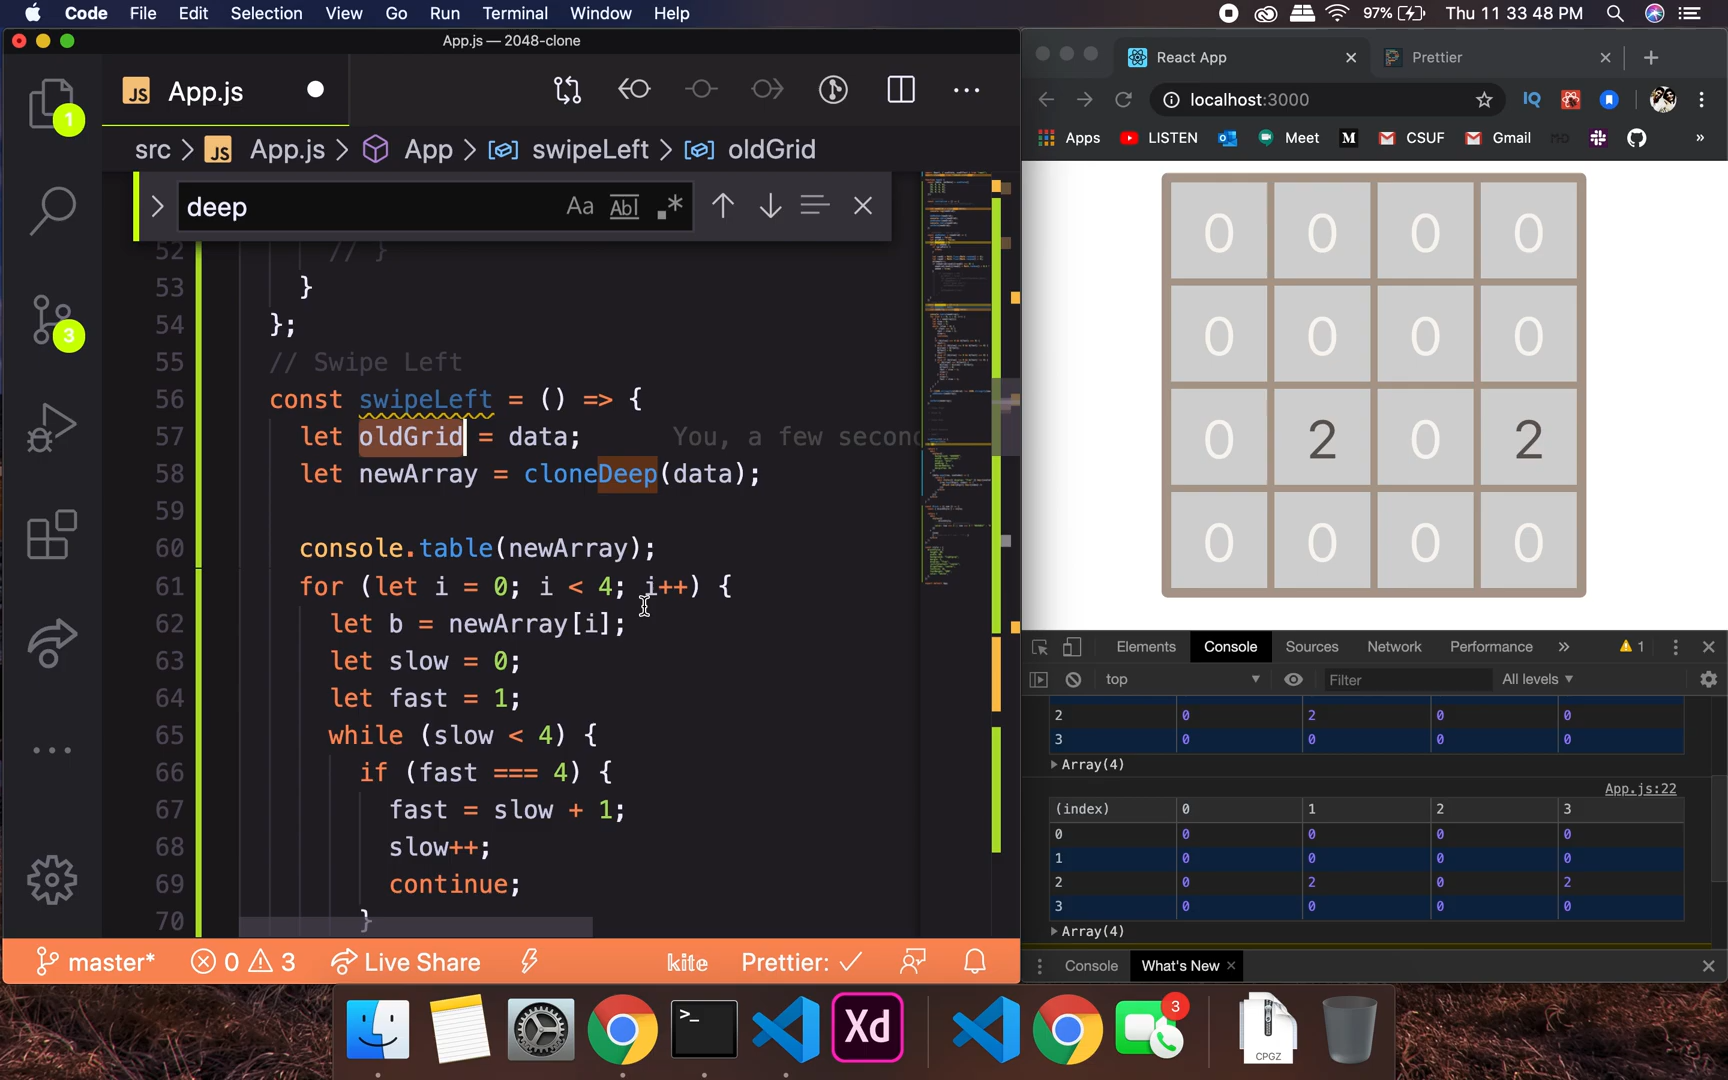 Code File Edit Selection View Go Run Terminal Window Help 97% Thu 11 33 48 PM
App.js — 2048-clone
JS App.js
src > JS App.js > App > swipeLeft > oldGrid
deep Aa Abl .*
52 // }
53 }
54 };
55 // Swipe Left
56 const swipeLeft = () => {
57 let oldGrid = data; You, a few second
58 let newArray = cloneDeep(data);
59
60 console.table(newArray);
61 for (let i = 0; i < 4; i++) {
62 let b = newArray[i];
63 let slow = 0;
64 let fast = 1;
65 while (slow < 4) {
66 if (fast === 4) {
67 fast = slow + 1;
68 slow++;
69 continue;
70 }
1
3
master* 0 3 Live Share kite Prettier: ✓
React App Prettier
localhost:3000 IQ
Apps LISTEN Meet M CSUF Gmail »
0 0 0 0
0 0 0 0
0 2 0 2
0 0 0 0
Elements Console Sources Network Performance » 1
top Filter All levels ▼
2 0 2 0 0
3 0 0 0 0
Array(4)
App.js:22
(index) 0 1 2 3
0 0 0 0 0
1 0 0 0 0
2 0 2 0 2
3 0 0 0 0
Array(4)
Console What's New ×
>_ Xd 3 CPGZ